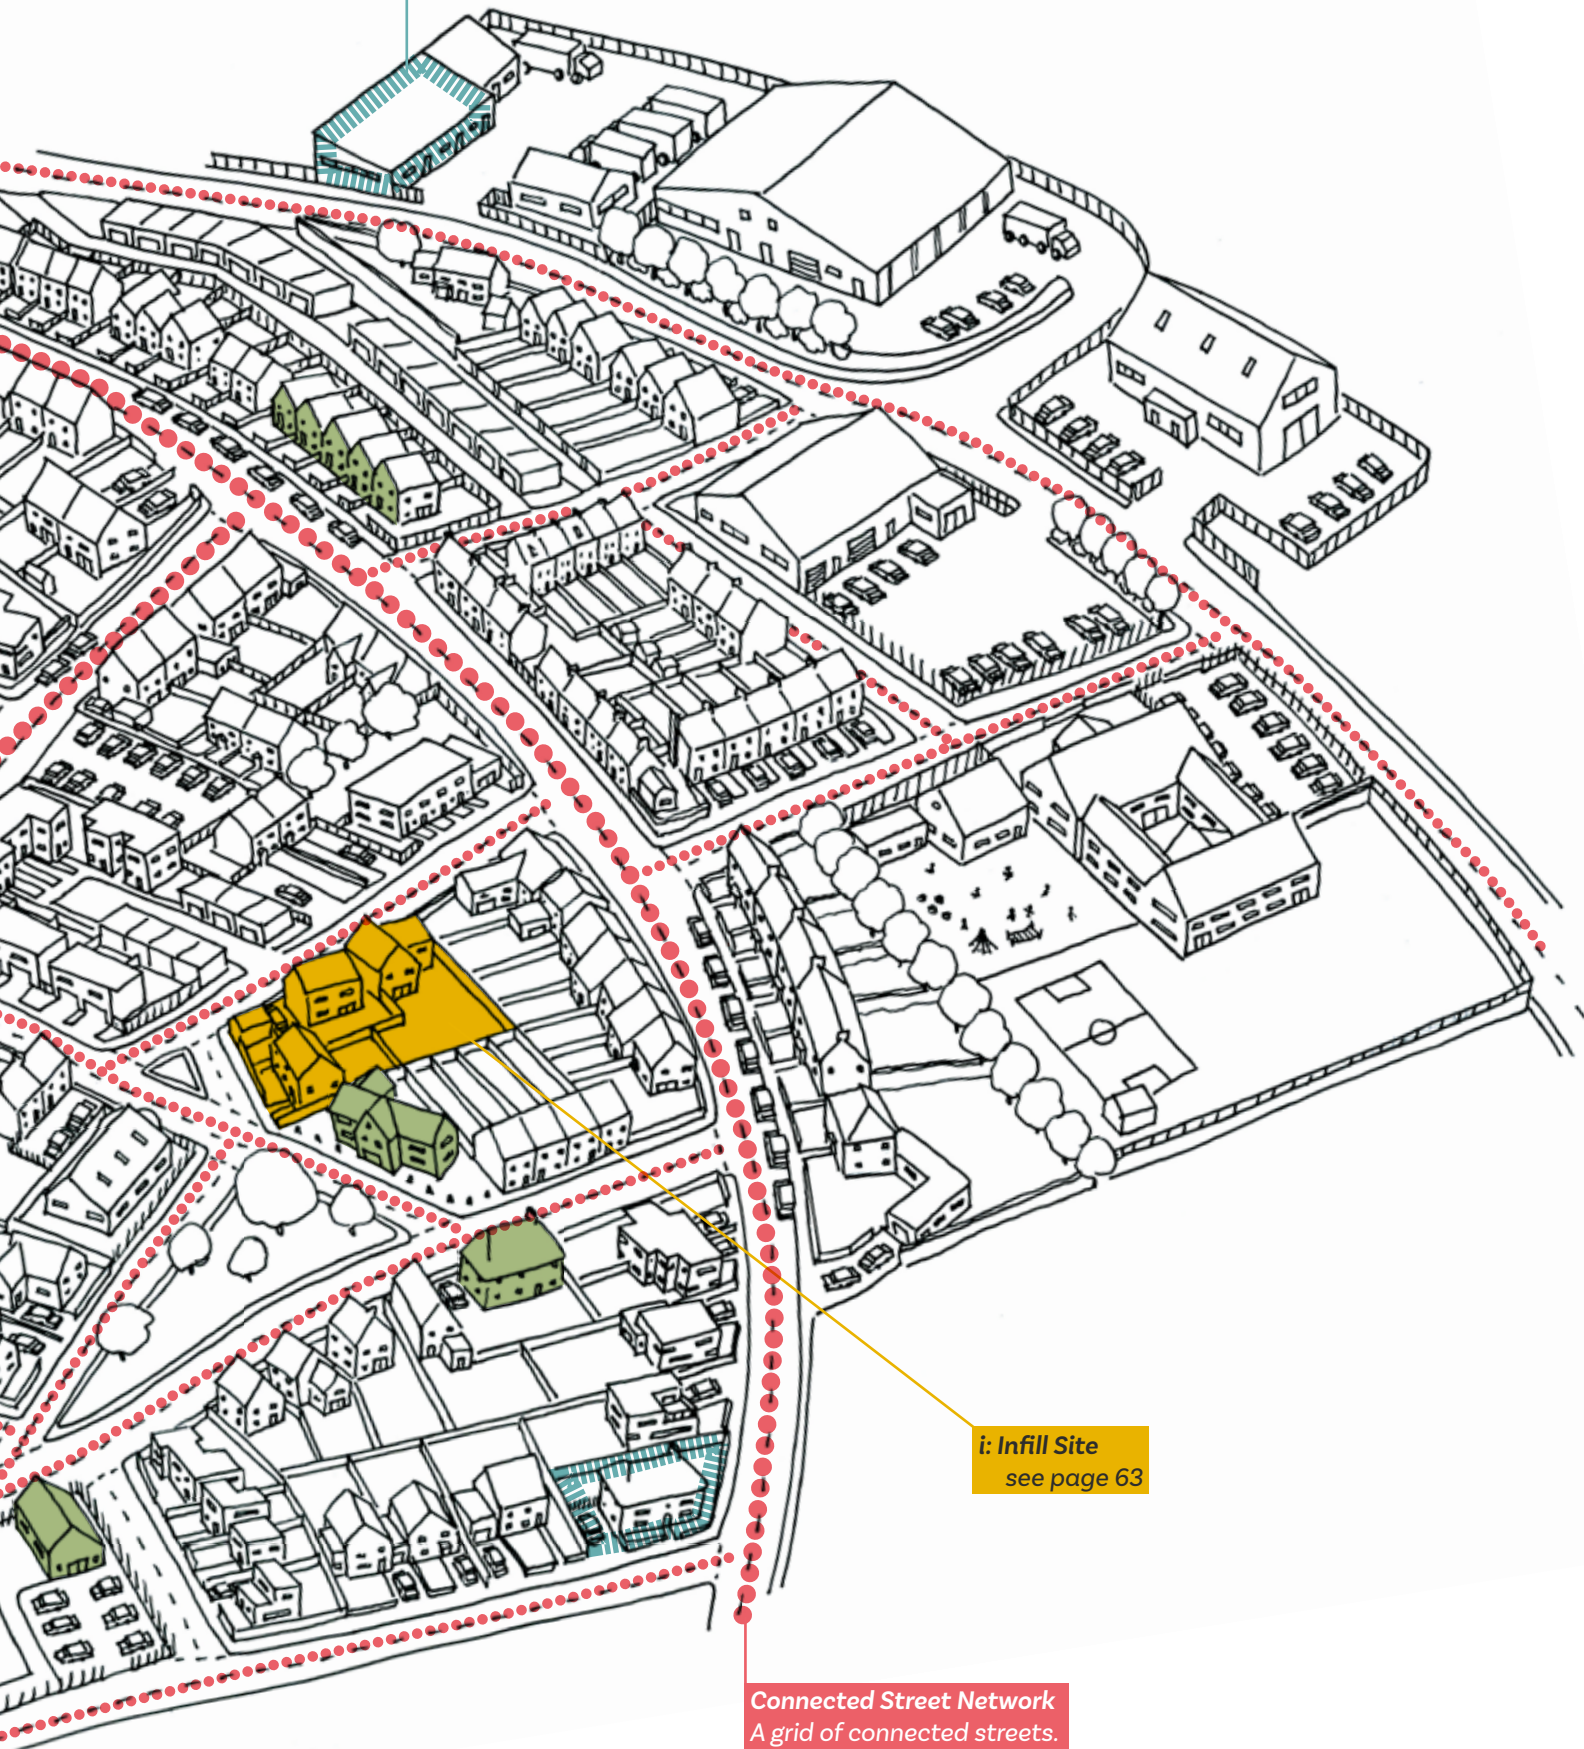 i: Infill Site
see page 63
Connected Street Network
A grid of connected streets.